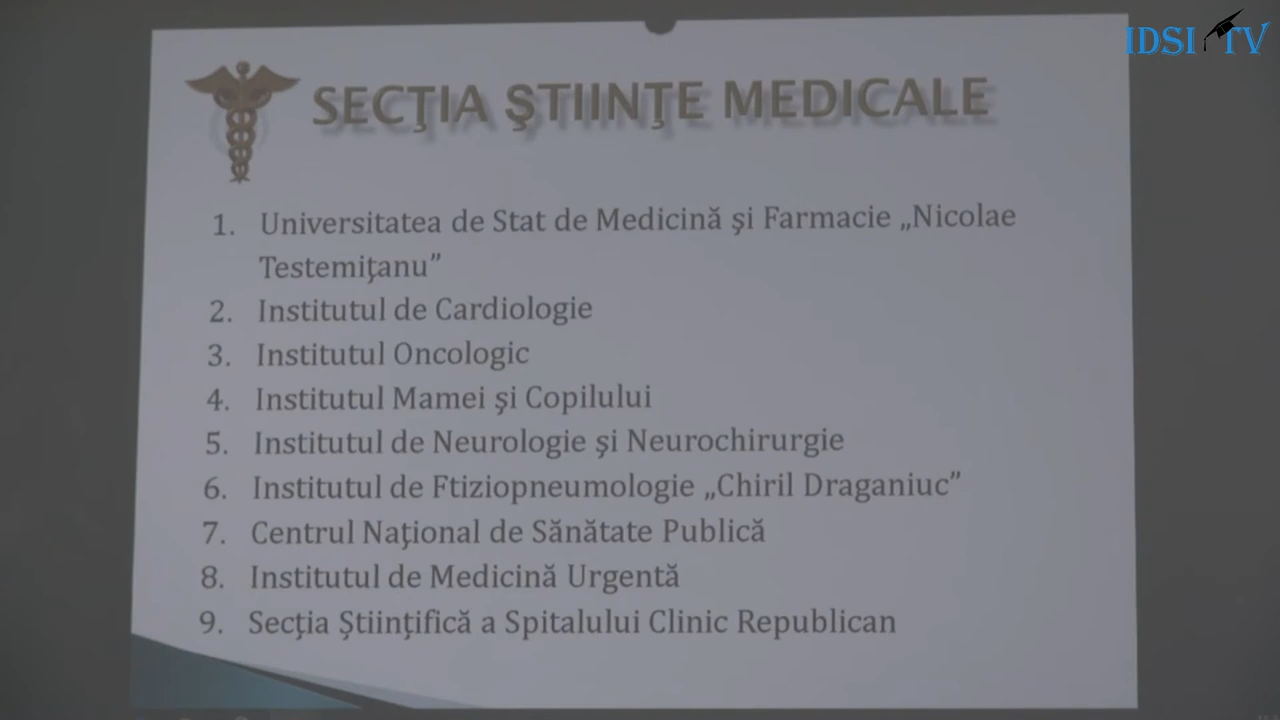 IDSI TV
SECŢIA ŞTIINŢE MEDICALE
1. Universitatea de Stat de Medicină şi Farmacie „Nicolae
Testemiţanu”
2. Institutul de Cardiologie
3. Institutul Oncologic
4. Institutul Mamei şi Copilului
5. Institutul de Neurologie şi Neurochirurgie
6. Institutul de Ftiziopneumologie „Chiril Draganiuc”
7. Centrul Naţional de Sănătate Publică
8. Institutul de Medicină Urgentă
9. Secţia Ştiinţifică a Spitalului Clinic Republican